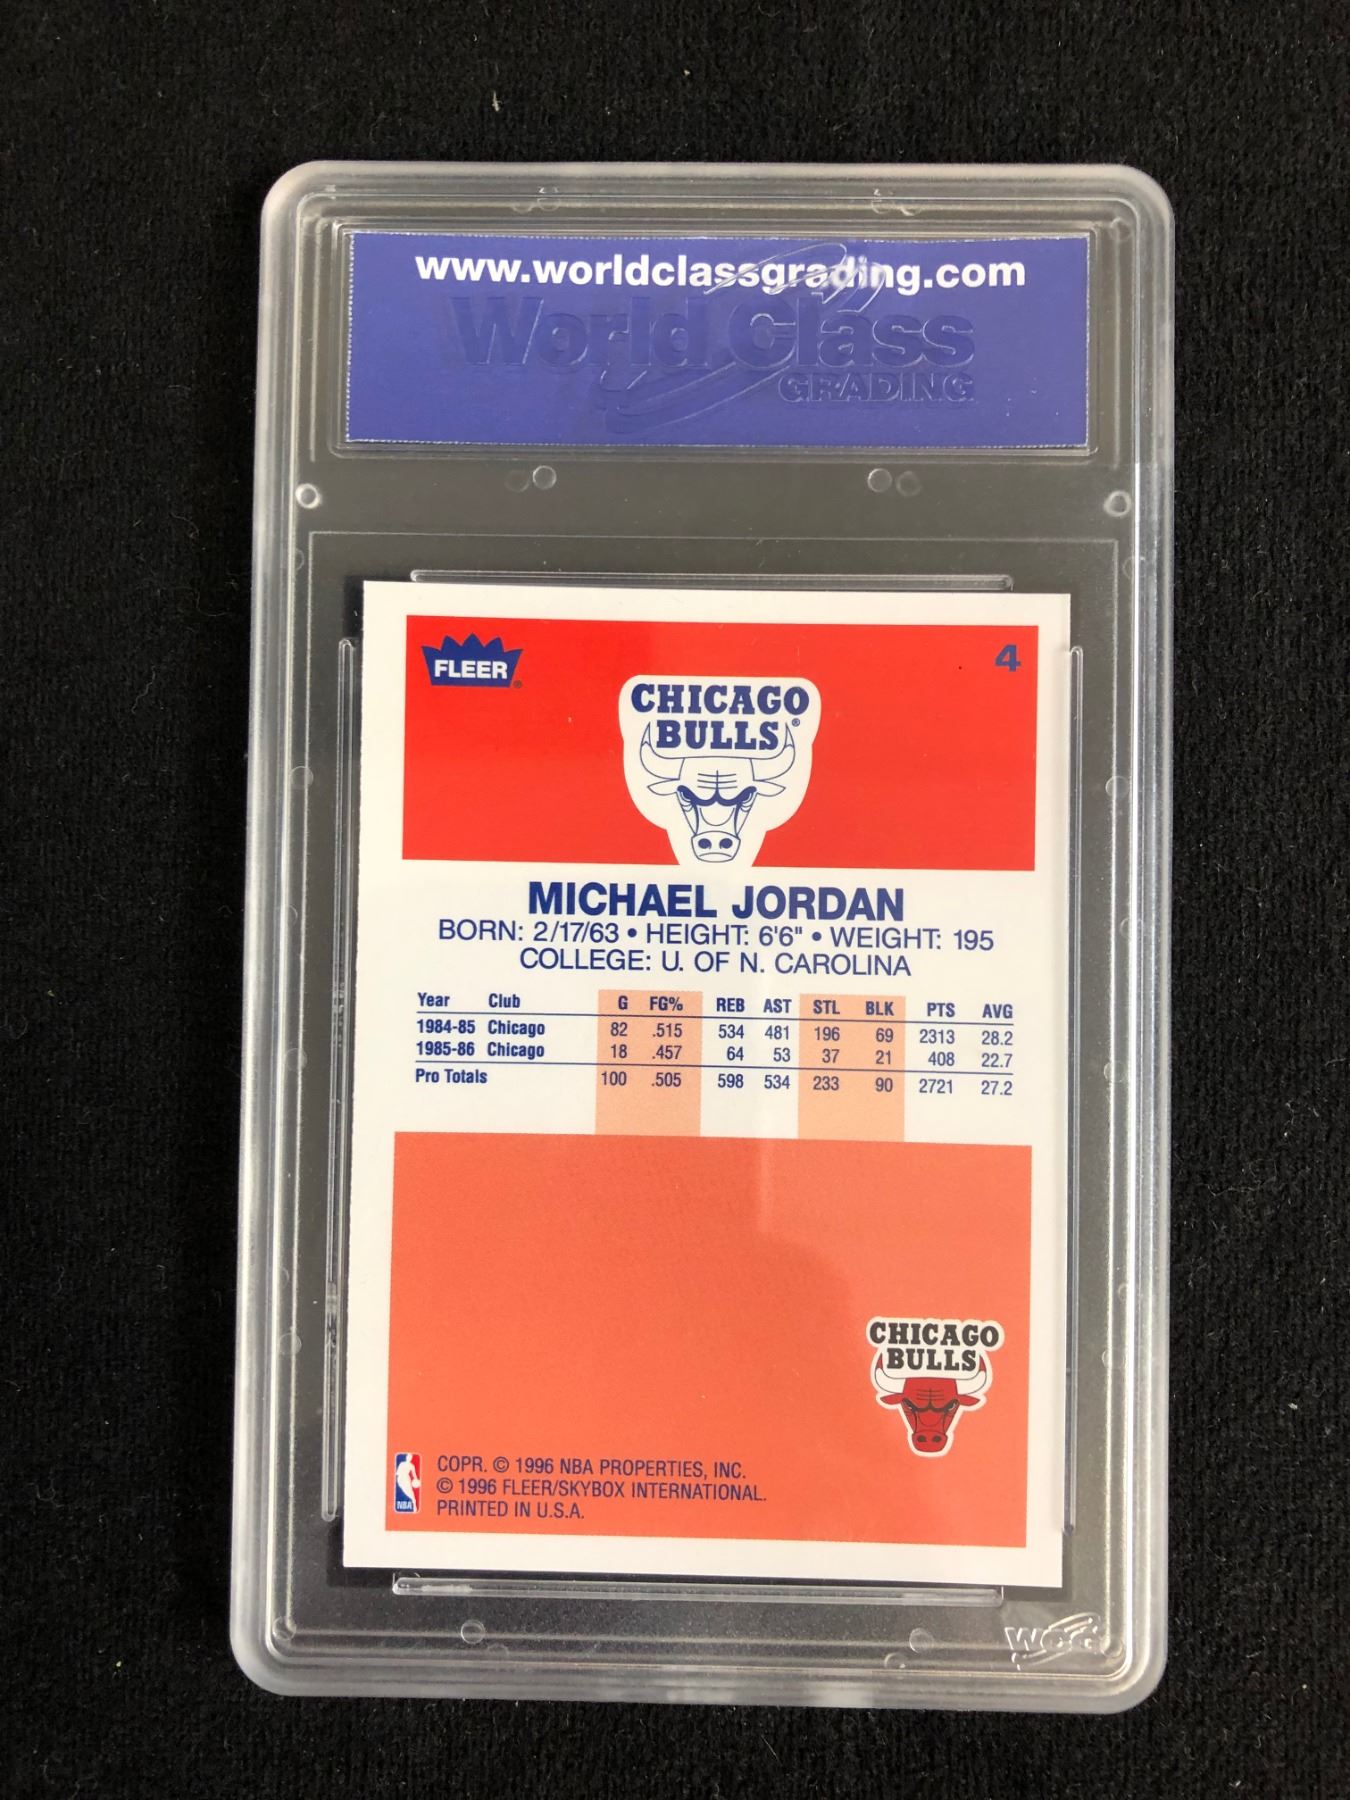 www.worldclassgrading.com
World Class
GRADING
FLEER®
4
CHICAGO
BULLS®
MICHAEL JORDAN
BORN: 2/17/63 • HEIGHT: 6'6" • WEIGHT: 195
COLLEGE: U. OF N. CAROLINA
Year Club G FG% REB AST STL BLK PTS AVG
1984-85 Chicago 82 .515 534 481 196 69 2313 28.2
1985-86 Chicago 18 .457 64 53 37 21 408 22.7
Pro Totals 100 .505 598 534 233 90 2721 27.2
CHICAGO
BULLS
NBA
COPR. © 1996 NBA PROPERTIES, INC.
© 1996 FLEER/SKYBOX INTERNATIONAL.
PRINTED IN U.S.A.
WCG